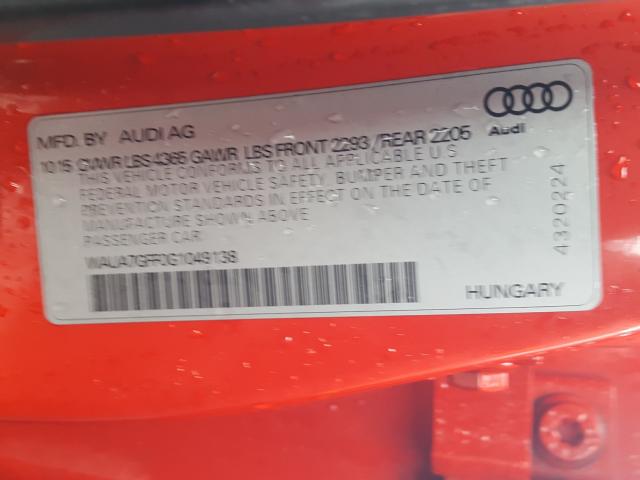 MFD. BY AUDI AG
10 15 GVWR LBS 4365 GAWR LBS FRONT 2293 / REAR 2205
THIS VEHICLE CONFORMS TO ALL APPLICABLE U.S
FEDERAL MOTOR VEHICLE SAFETY, BUMPER AND THEFT
PREVENTION STANDARDS IN EFFECT ON THE DATE OF
MANUFACTURE SHOWN ABOVE
PASSENGER CAR
WAUA7GFF0G1049138
Audi
4320224
HUNGARY